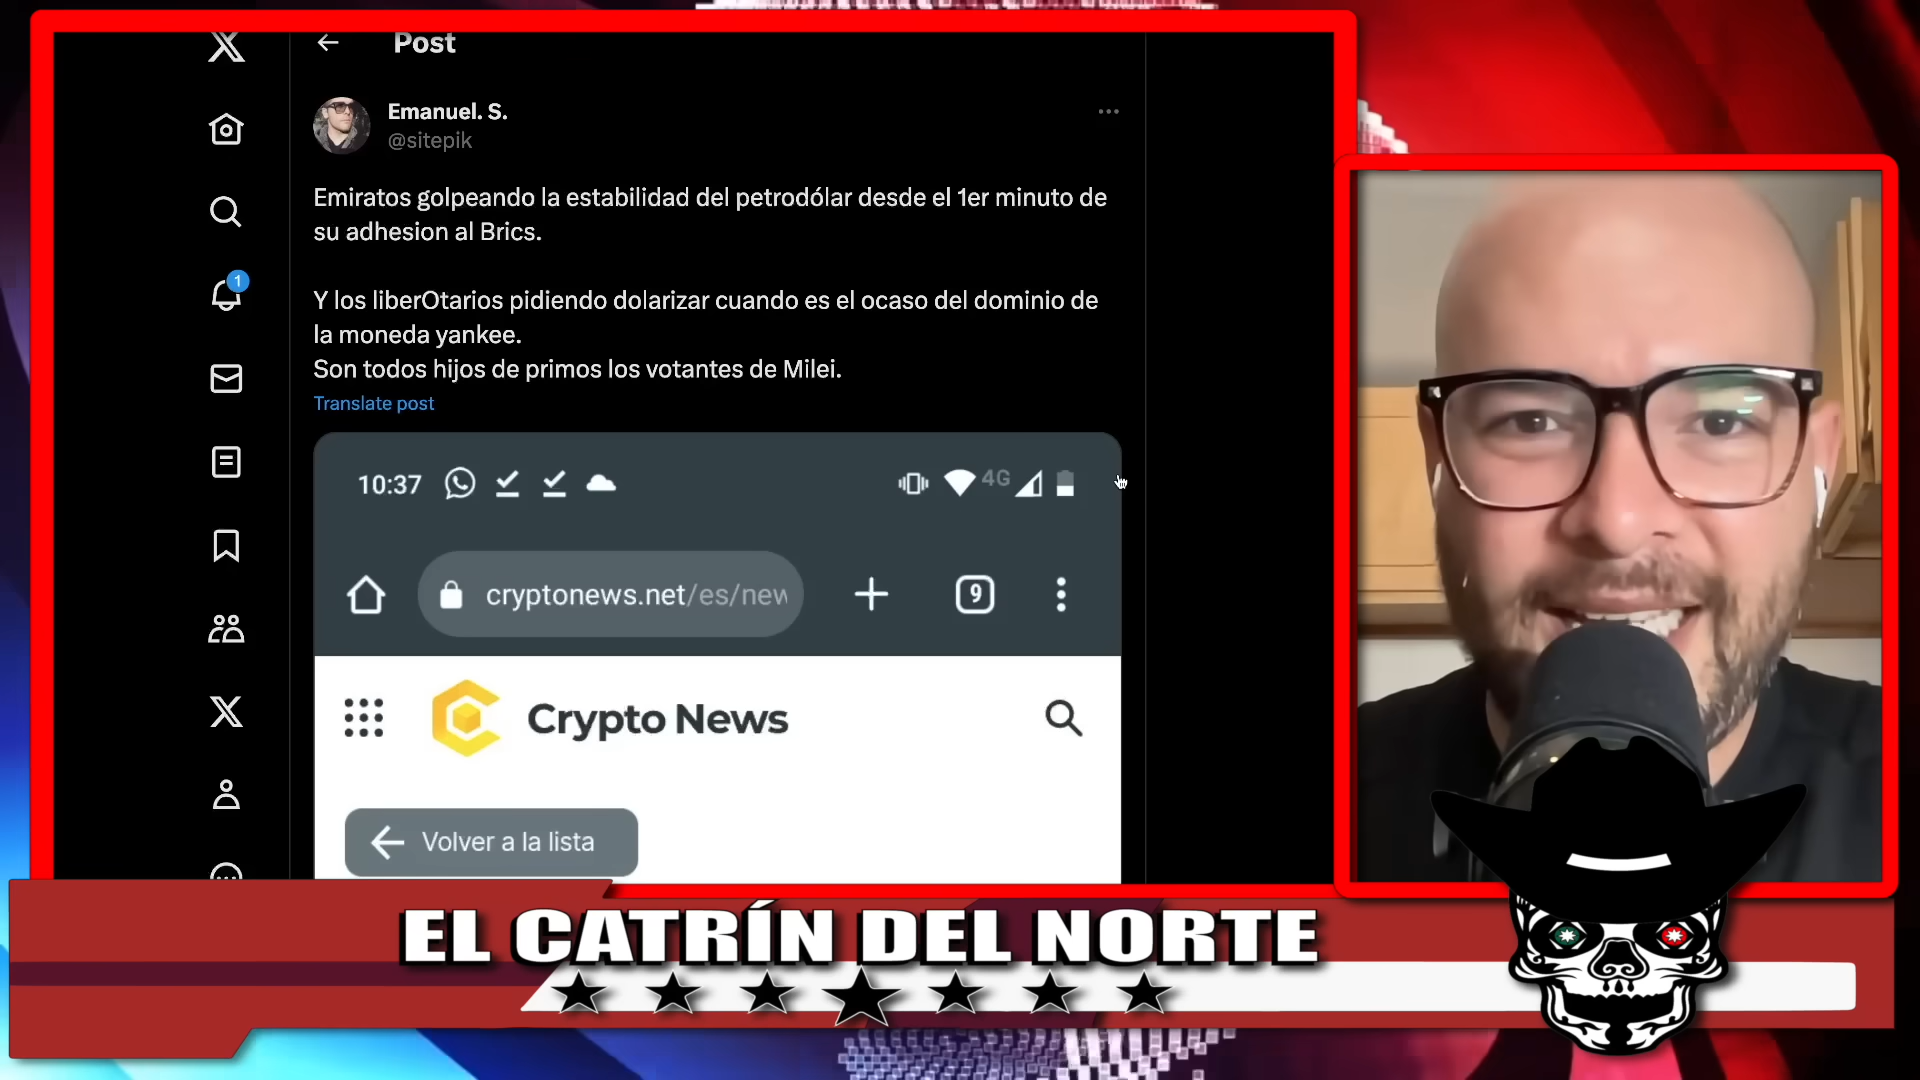 Post
Emanuel. S.
@sitepik
Emiratos golpeando la estabilidad del petrodólar desde el 1er minuto de
su adhesion al Brics.
Y los liberOtarios pidiendo dolarizar cuando es el ocaso del dominio de
la moneda yankee.
Son todos hijos de primos los votantes de Milei.
Translate post
1
10:37
4G
cryptonews.net/es/new
9
Crypto News
Volver a la lista
EL CATRÍN DEL NORTE